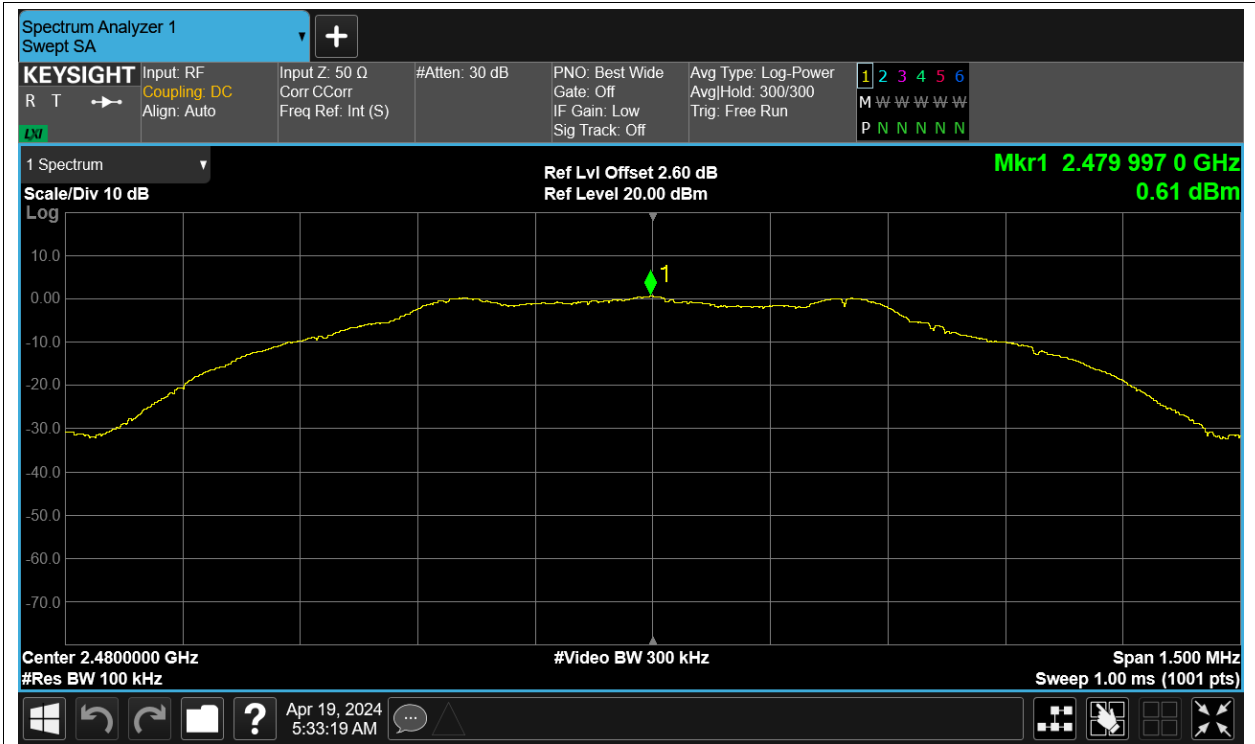 Spectrum Analyzer 1
Swept SA
+
KEYSIGHT
R T
LXI
Input: RF
Coupling: DC
Align: Auto
Input Z: 50 Ω
Corr CCorr
Freq Ref: Int (S)
#Atten: 30 dB
PNO: Best Wide
Gate: Off
IF Gain: Low
Sig Track: Off
Avg Type: Log-Power
Avg|Hold: 300/300
Trig: Free Run
1 2 3 4 5 6
M W W W W W
P N N N N N
1 Spectrum
Scale/Div 10 dB
Log
Ref Lvl Offset 2.60 dB
Ref Level 20.00 dBm
Mkr1 2.479 997 0 GHz
0.61 dBm
1
10.0
0.00
-10.0
-20.0
-30.0
-40.0
-50.0
-60.0
-70.0
Center 2.4800000 GHz
#Res BW 100 kHz
#Video BW 300 kHz
Span 1.500 MHz
Sweep 1.00 ms (1001 pts)
?
Apr 19, 2024
5:33:19 AM